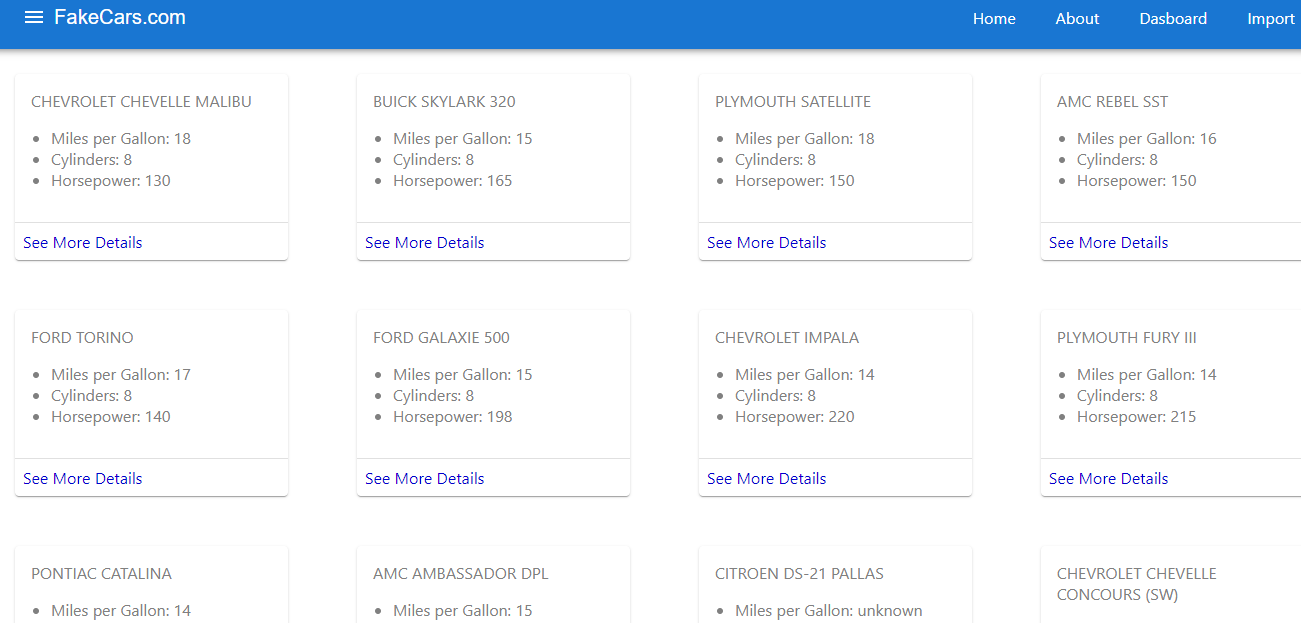 FakeCars.com
Home About Dasboard Import
CHEVROLET CHEVELLE MALIBU
Miles per Gallon: 18
Cylinders: 8
Horsepower: 130
See More Details
BUICK SKYLARK 320
Miles per Gallon: 15
Cylinders: 8
Horsepower: 165
See More Details
PLYMOUTH SATELLITE
Miles per Gallon: 18
Cylinders: 8
Horsepower: 150
See More Details
AMC REBEL SST
Miles per Gallon: 16
Cylinders: 8
Horsepower: 150
See More Details
FORD TORINO
Miles per Gallon: 17
Cylinders: 8
Horsepower: 140
See More Details
FORD GALAXIE 500
Miles per Gallon: 15
Cylinders: 8
Horsepower: 198
See More Details
CHEVROLET IMPALA
Miles per Gallon: 14
Cylinders: 8
Horsepower: 220
See More Details
PLYMOUTH FURY III
Miles per Gallon: 14
Cylinders: 8
Horsepower: 215
See More Details
PONTIAC CATALINA
Miles per Gallon: 14
AMC AMBASSADOR DPL
Miles per Gallon: 15
CITROEN DS-21 PALLAS
Miles per Gallon: unknown
CHEVROLET CHEVELLE
CONCOURS (SW)